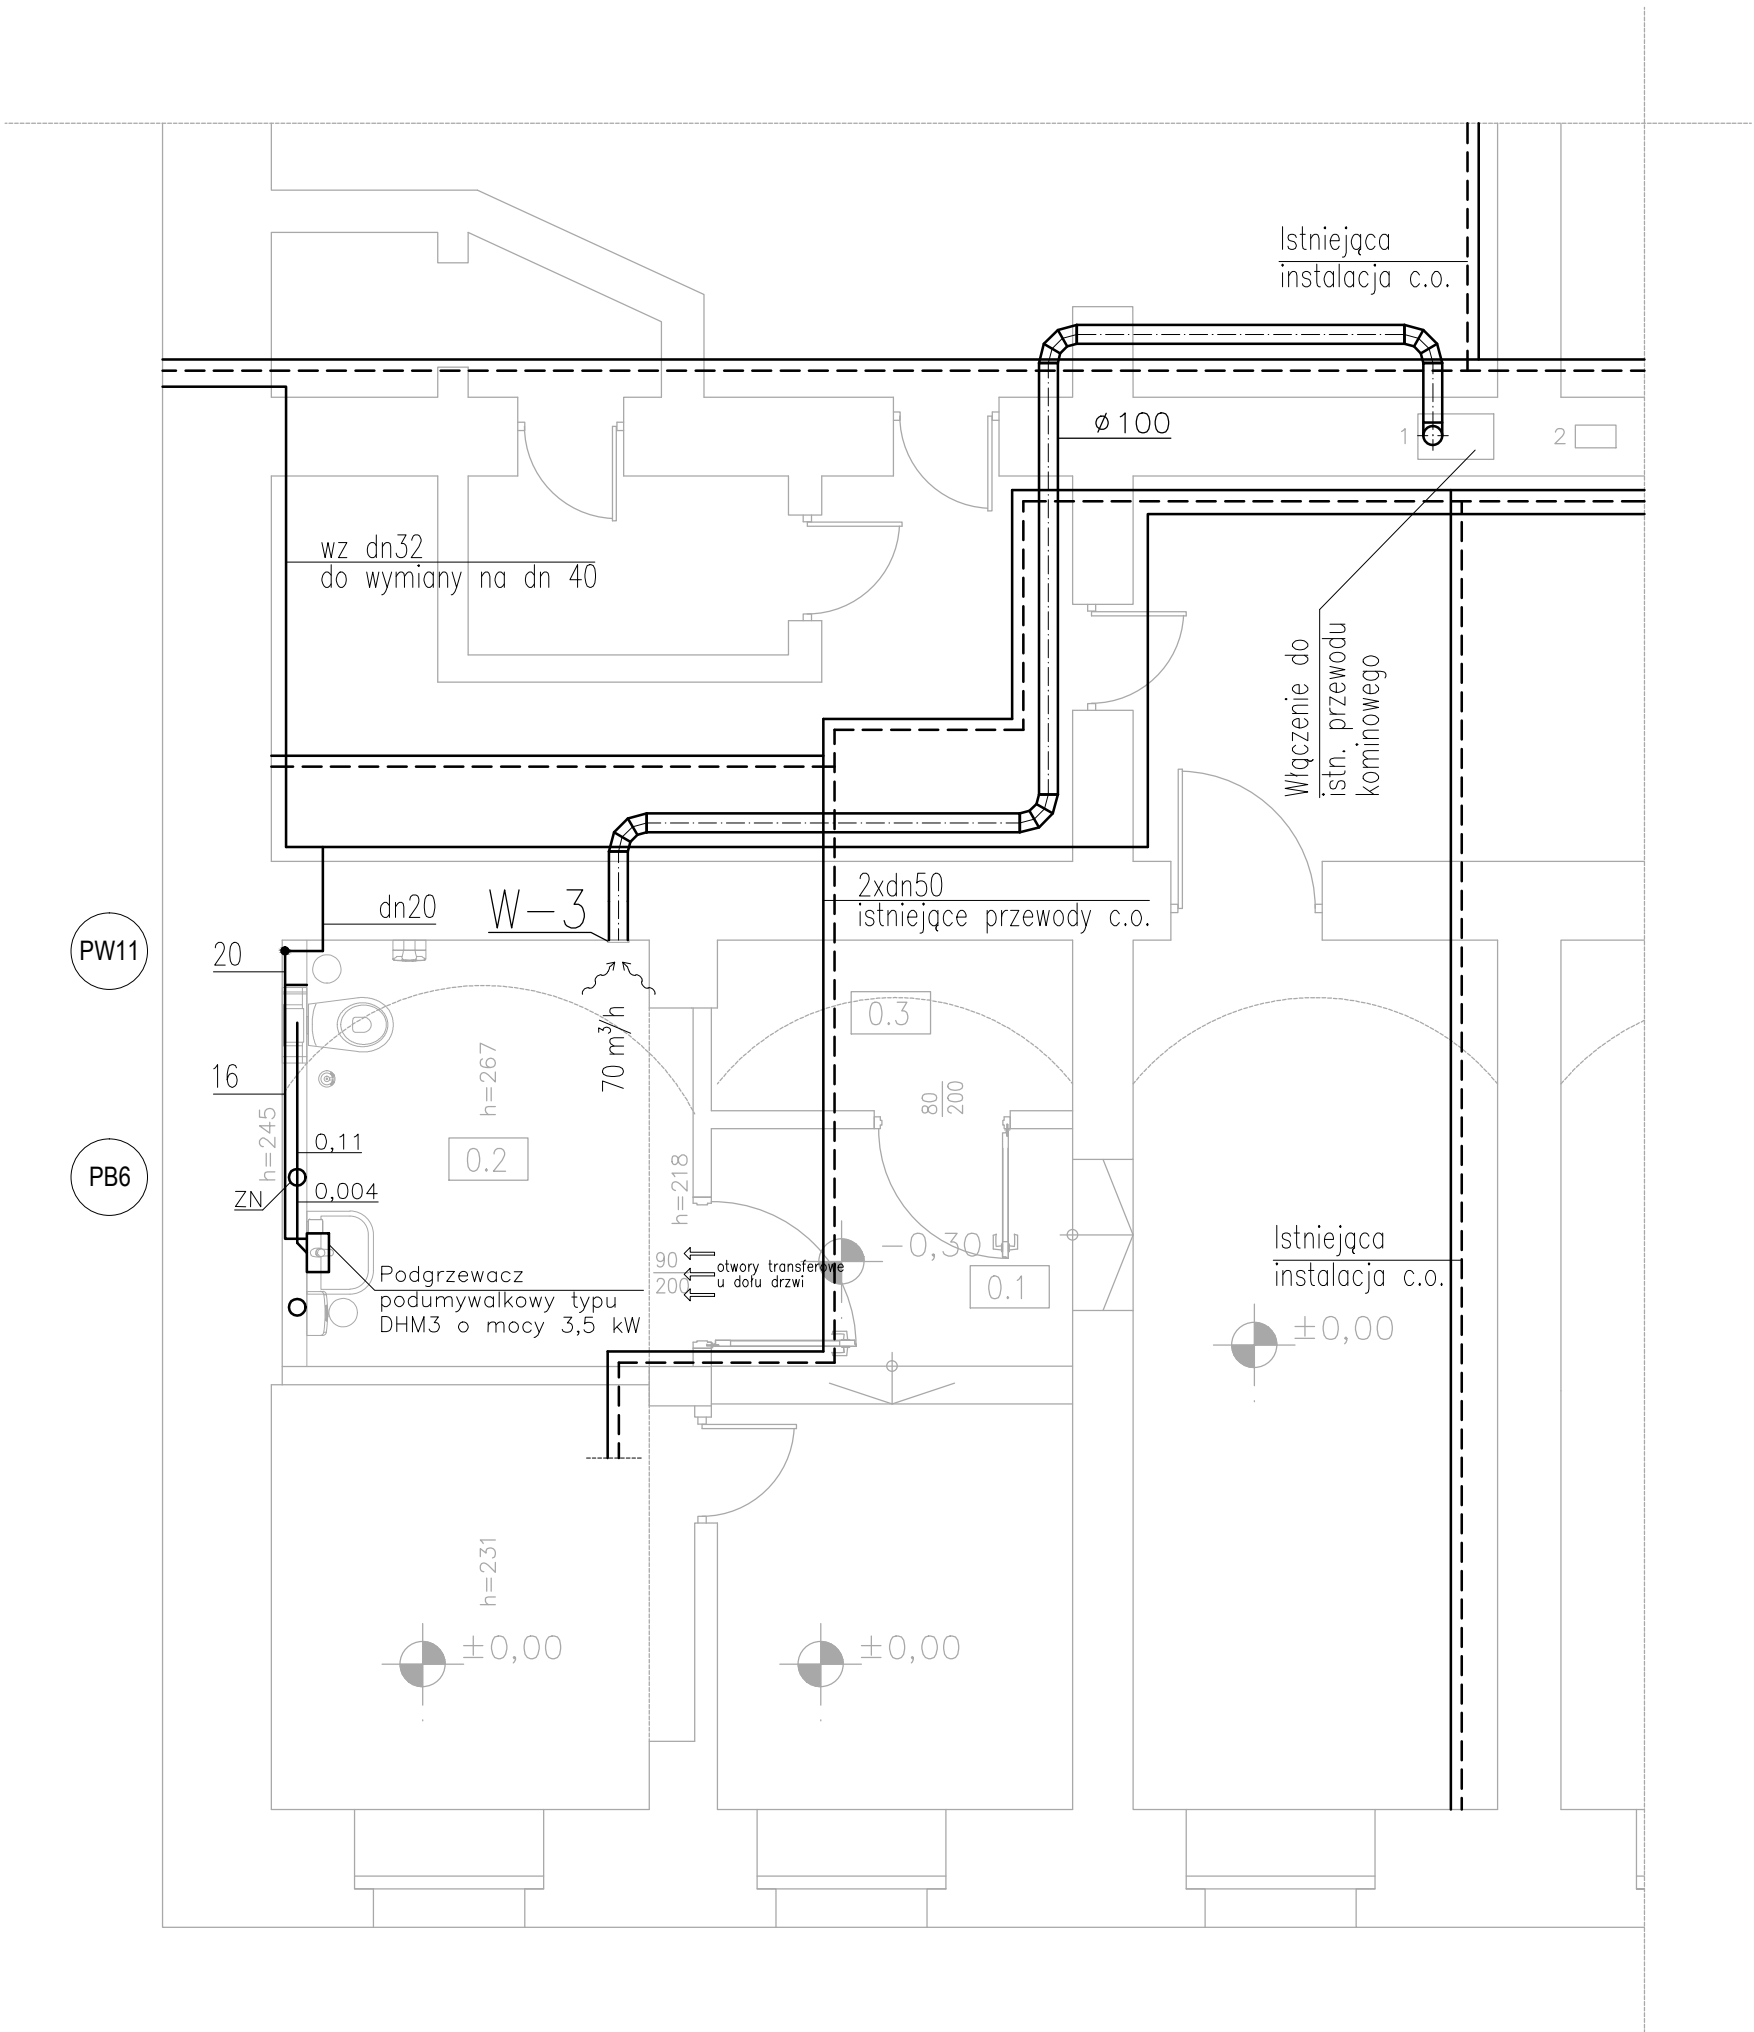 Istniejąca
instalacja c.o.
ø100
1
2
wz dn32
do wymiany na dn 40
Włączenie do
istn. przewodu
kominowego
2xdn50
istniejące przewody c.o.
dn20
W-3
PW11
20
70 m³/h
0.3
h=267
16
80
200
h=245
0,11
0.2
h=218
PB6
ZN
0,004
-0,30
Istniejąca
instalacja c.o.
90
200
otwory transferowe
u dołu drzwi
0.1
Podgrzewacz
podumywalkowy typu
DHM3 o mocy 3,5 kW
±0,00
h=231
±0,00
±0,00